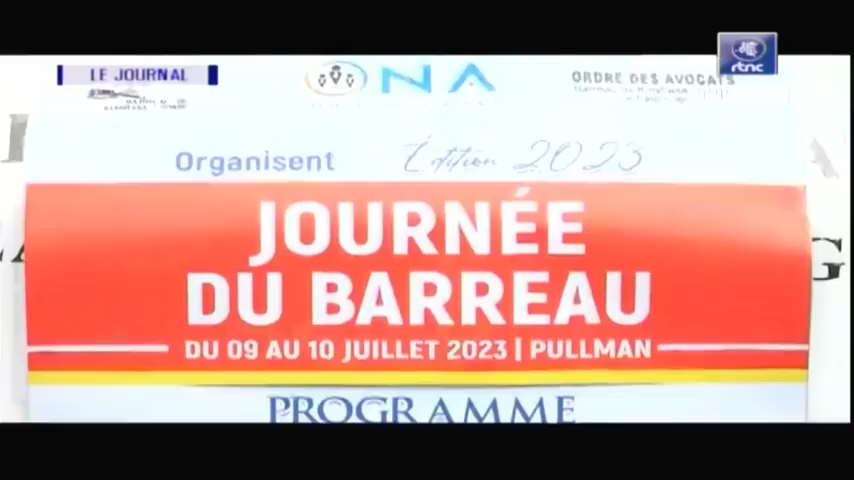 LE JOURNAL
rtnc
ONA
ORDRE DES AVOCATS
Organisent
Édition 2023
JOURNÉE
DU BARREAU
DU 09 AU 10 JUILLET 2023 | PULLMAN
PROGRAMME